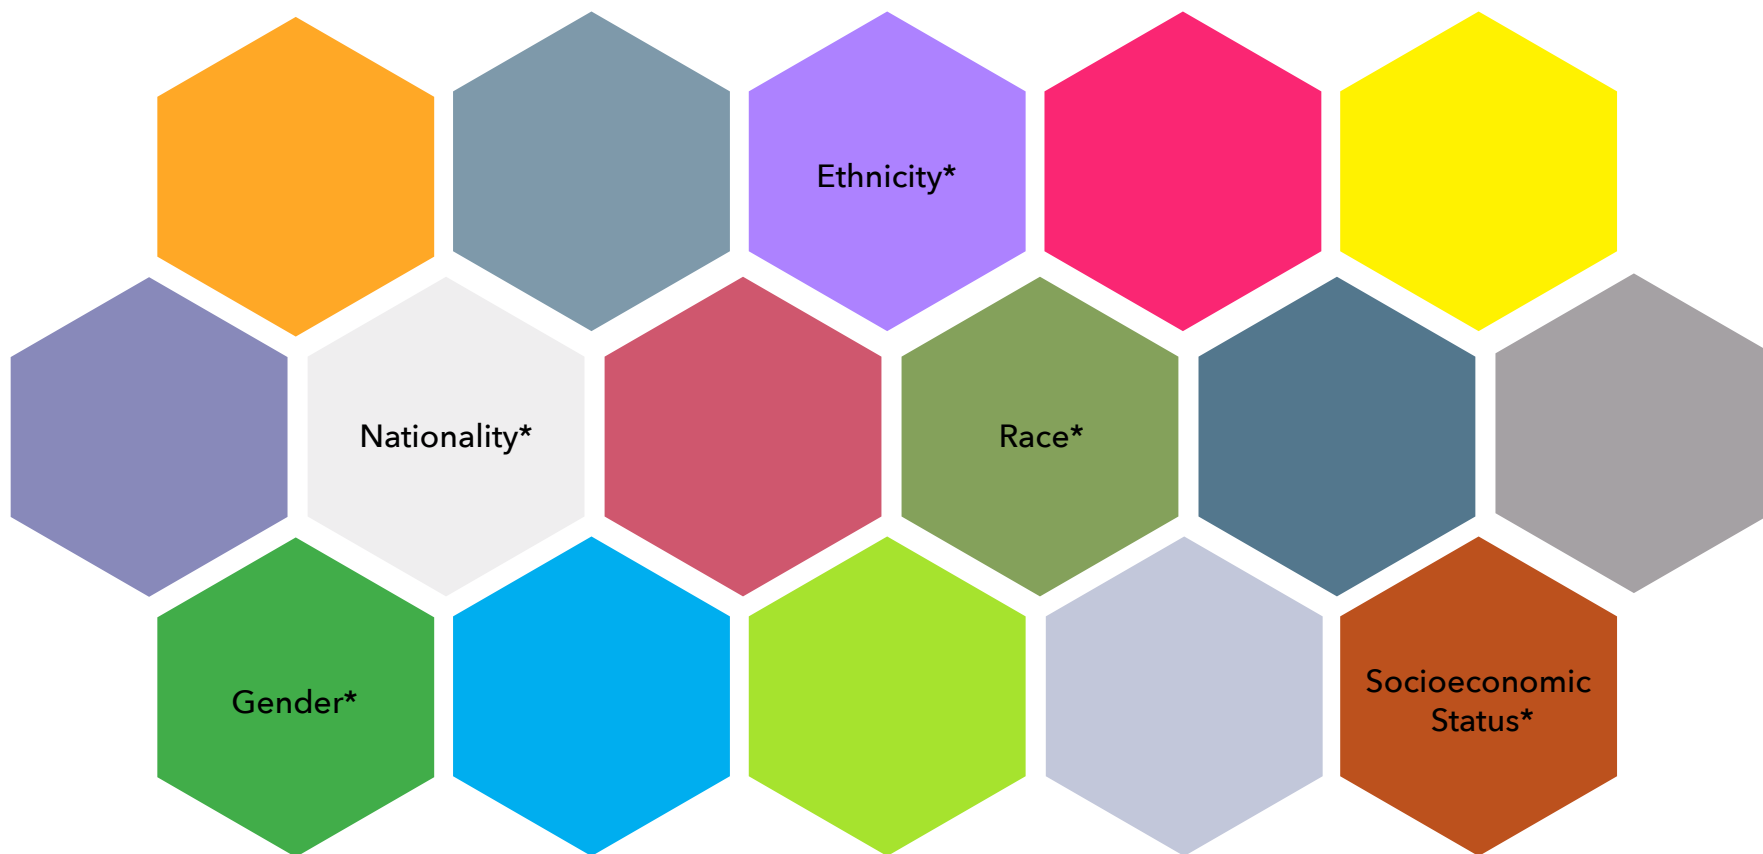 Ethnicity*
Nationality*
Race*
Gender*
Socioeconomic
Status*